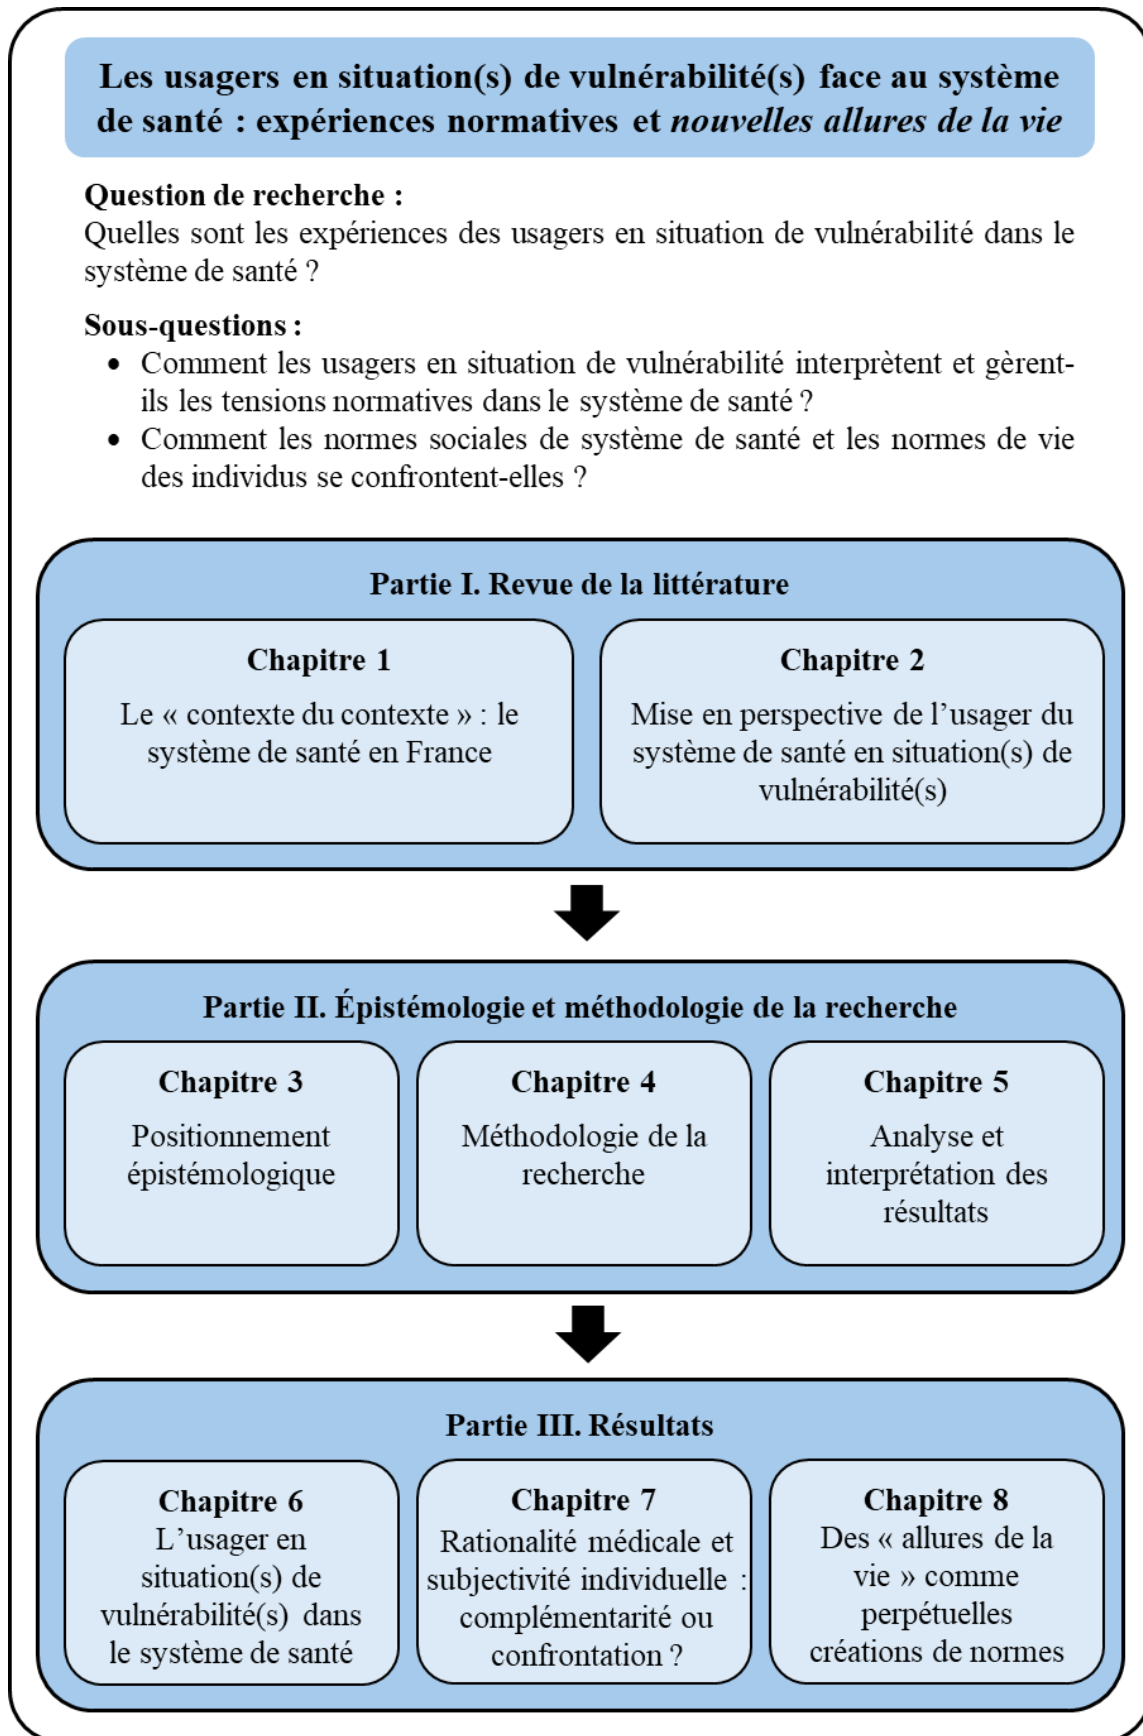 Les usagers en situation(s) de vulnérabilité(s) face au système
de santé : expériences normatives et nouvelles allures de la vie
Question de recherche :
Quelles sont les expériences des usagers en situation de vulnérabilité dans le
système de santé ?
Sous-questions :
• Comment les usagers en situation de vulnérabilité interprètent et gèrent-
ils les tensions normatives dans le système de santé ?
• Comment les normes sociales de système de santé et les normes de vie
des individus se confrontent-elles ?
Partie I. Revue de la littérature
Chapitre 1
Le « contexte du contexte » : le
système de santé en France
Chapitre 2
Mise en perspective de l’usager du
système de santé en situation(s) de
vulnérabilité(s)
Partie II. Épistémologie et méthodologie de la recherche
Chapitre 3
Positionnement
épistémologique
Chapitre 4
Méthodologie de la
recherche
Chapitre 5
Analyse et
interprétation des
résultats
Partie III. Résultats
Chapitre 6
L’usager en
situation(s) de
vulnérabilité(s) dans
le système de santé
Chapitre 7
Rationalité médicale et
subjectivité individuelle :
complémentarité ou
confrontation ?
Chapitre 8
Des « allures de la
vie » comme
perpétuelles
créations de normes